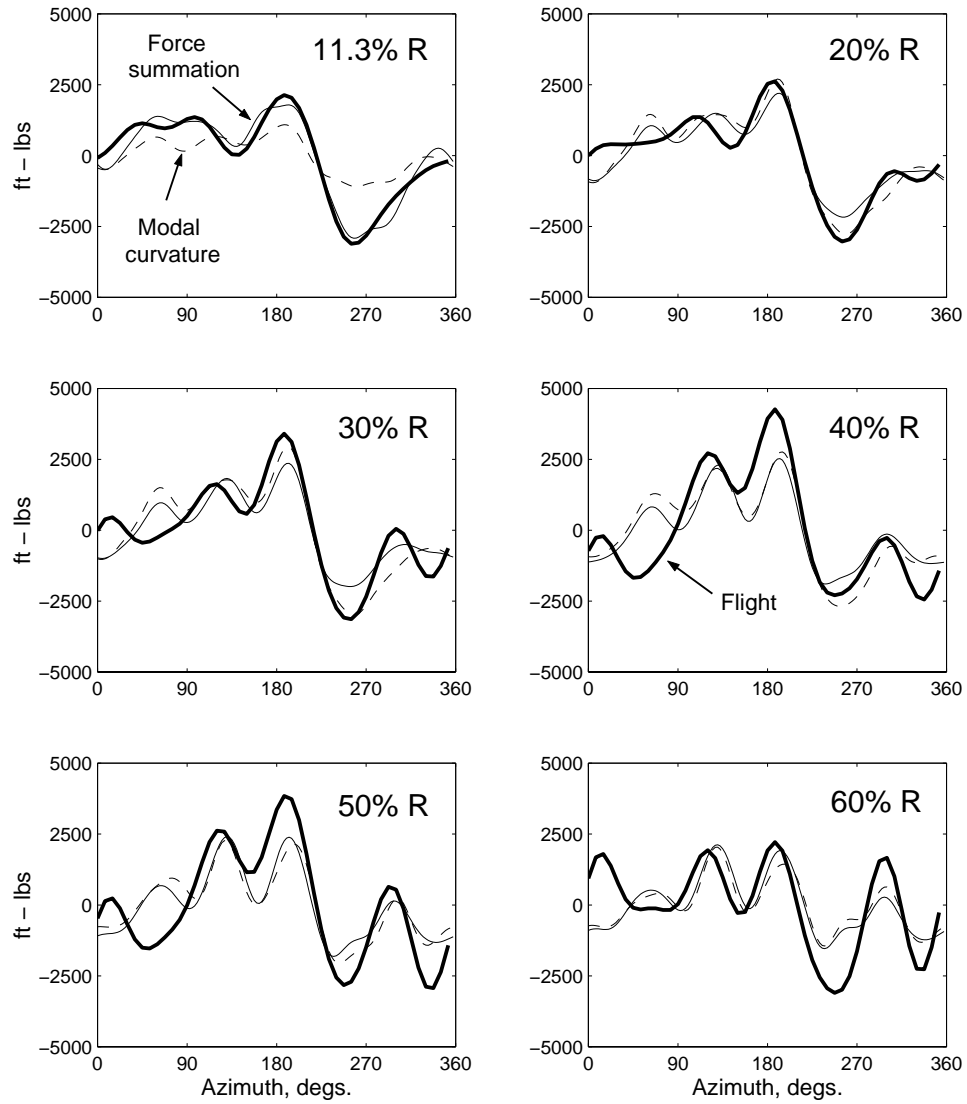 5000
2500
0
−2500
−5000
ft − lbs
0 90 180 270 360
11.3% R
Force
summation
Modal
curvature
5000
2500
0
−2500
−5000
0 90 180 270 360
20% R
5000
2500
0
−2500
−5000
ft − lbs
0 90 180 270 360
30% R
5000
2500
0
−2500
−5000
0 90 180 270 360
40% R
Flight
5000
2500
0
−2500
−5000
ft − lbs
0 90 180 270 360
Azimuth, degs.
50% R
5000
2500
0
−2500
−5000
0 90 180 270 360
Azimuth, degs.
60% R